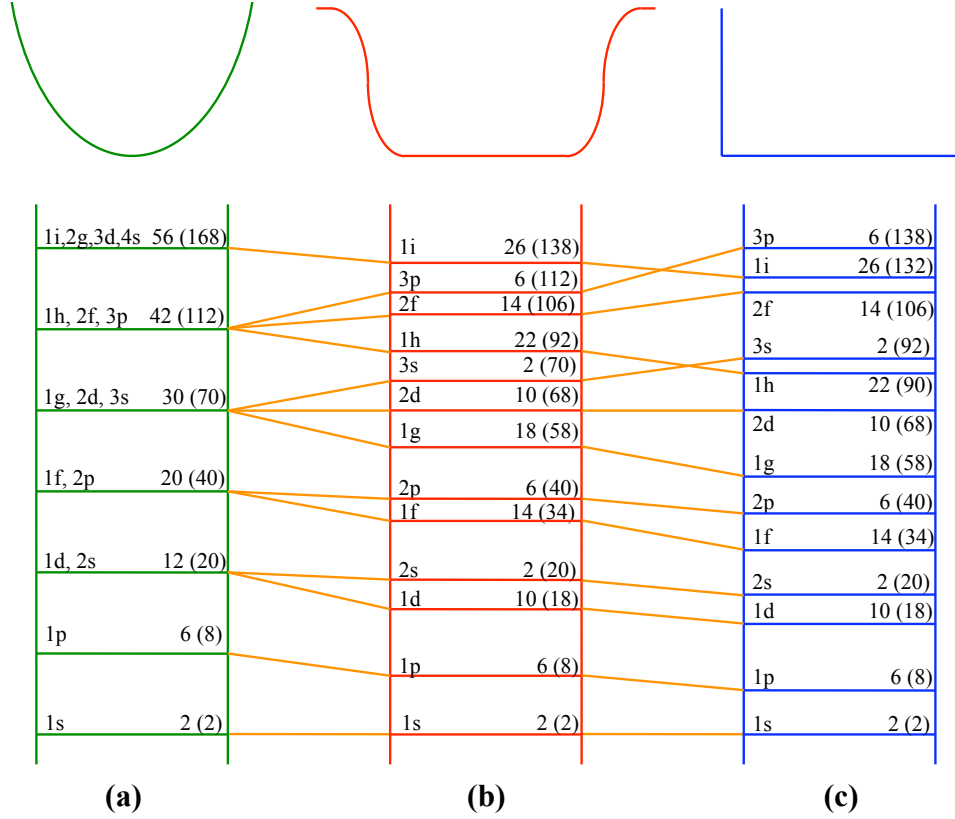 1i,2g,3d,4s 56 (168)
1h, 2f, 3p 42 (112)
1g, 2d, 3s 30 (70)
1f, 2p 20 (40)
1d, 2s 12 (20)
1p 6 (8)
1s 2 (2)
(a)
1i 26 (138)
3p 6 (112)
2f 14 (106)
1h 22 (92)
3s 2 (70)
2d 10 (68)
1g 18 (58)
2p 6 (40)
1f 14 (34)
2s 2 (20)
1d 10 (18)
1p 6 (8)
1s 2 (2)
(b)
3p 6 (138)
1i 26 (132)
2f 14 (106)
3s 2 (92)
1h 22 (90)
2d 10 (68)
1g 18 (58)
2p 6 (40)
1f 14 (34)
2s 2 (20)
1d 10 (18)
1p 6 (8)
1s 2 (2)
(c)